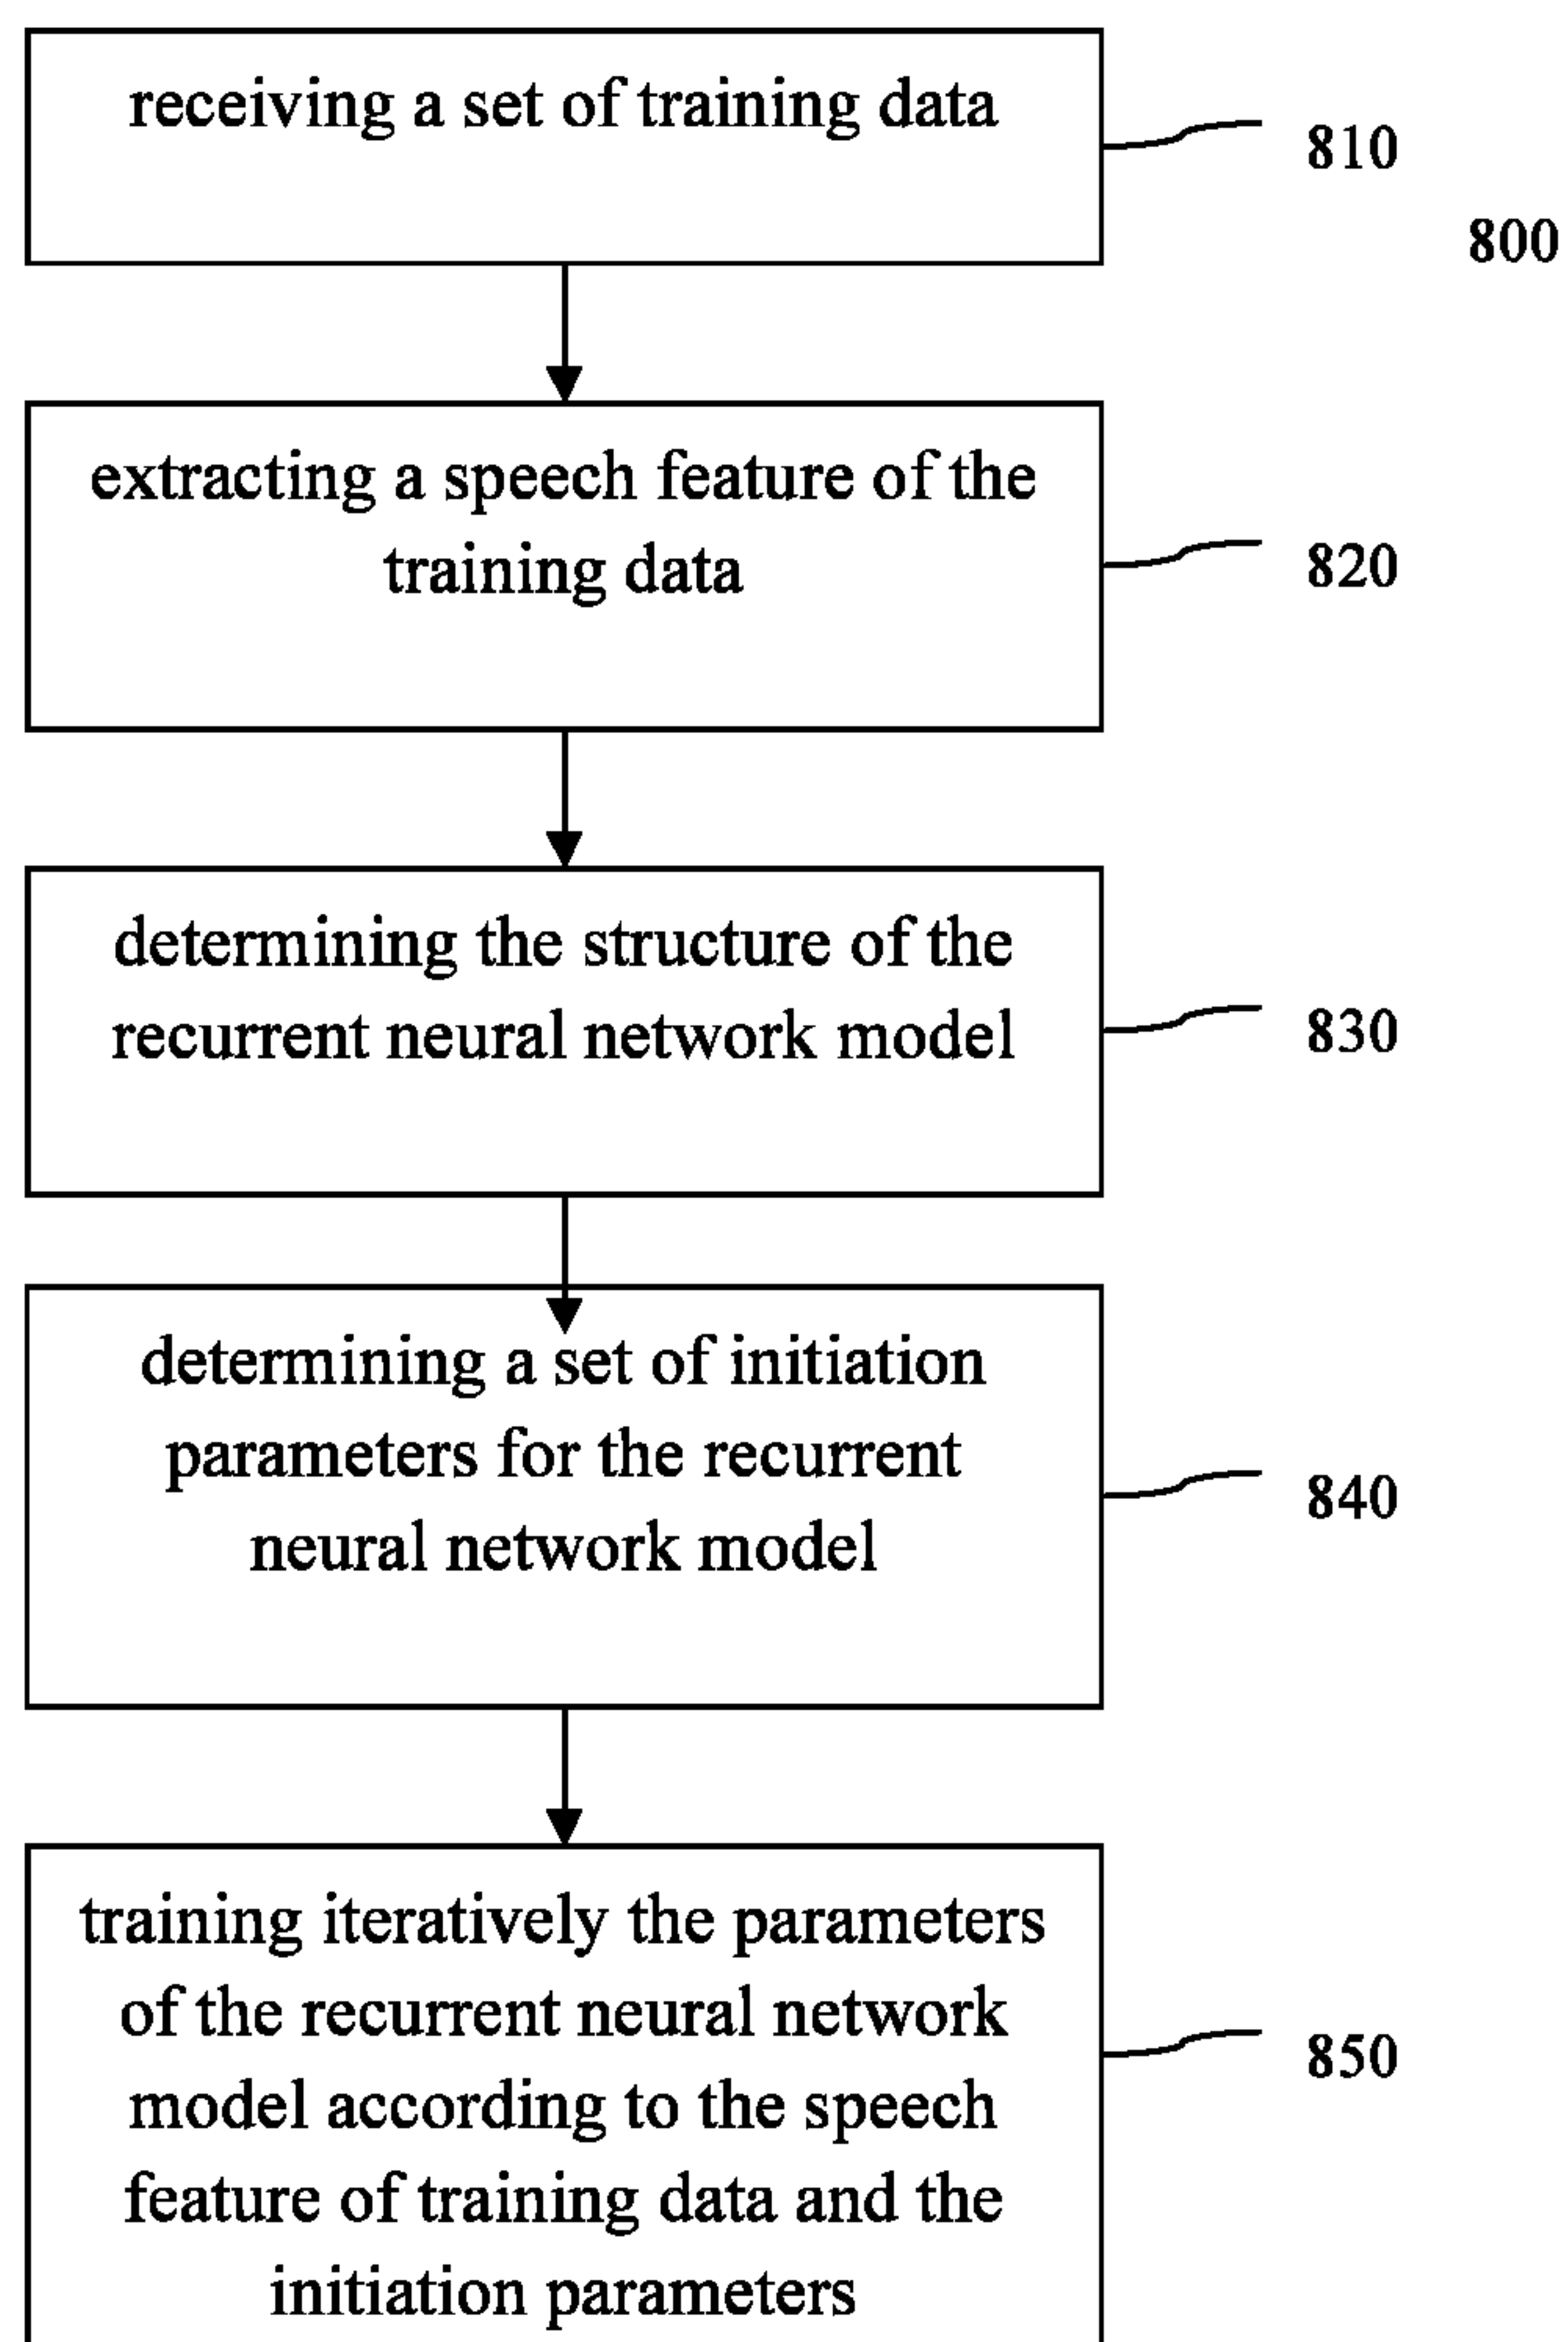 receiving a set of training data
810
800
extracting a speech feature of the
training data
820
determining the structure of the
recurrent neural network model
830
determining a set of initiation
parameters for the recurrent
neural network model
840
training iteratively the parameters
of the recurrent neural network
model according to the speech
feature of training data and the
initiation parameters
850